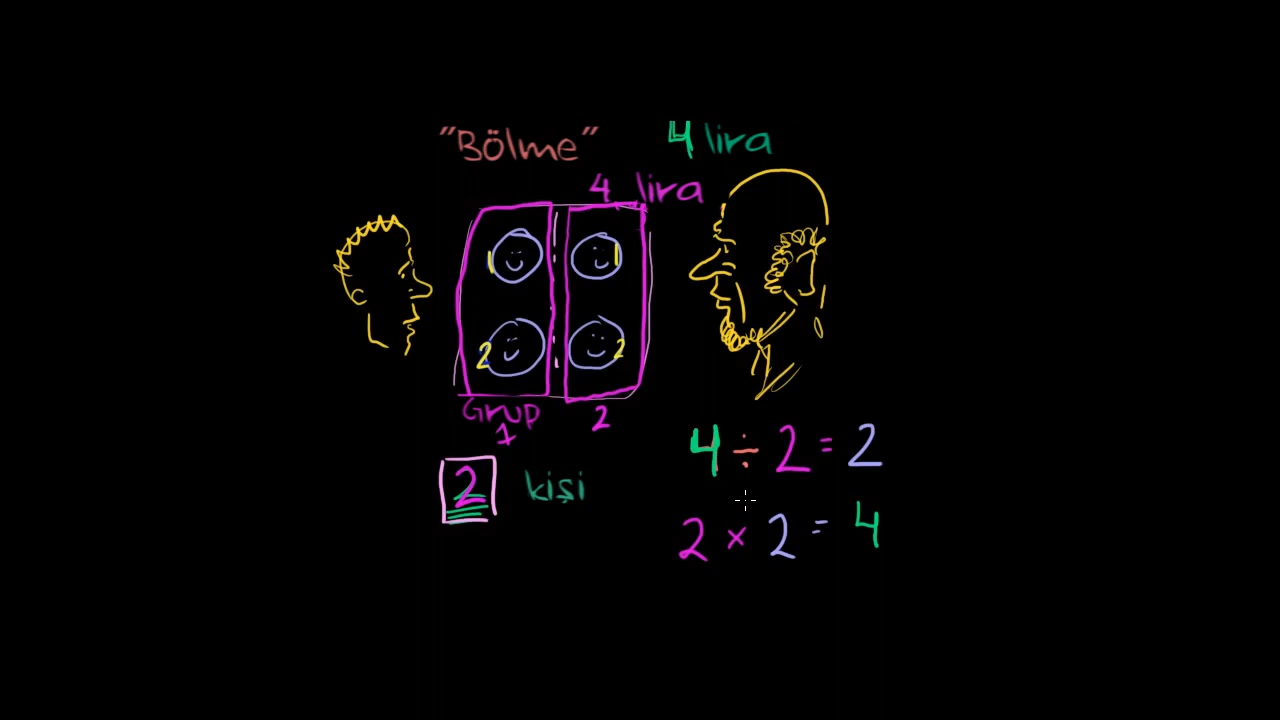 "Bölme" 4 lira
4 lira
1 1
2 2
Grup 1 2
2 kişi
4 ÷ 2 = 2
2 × 2 = 4